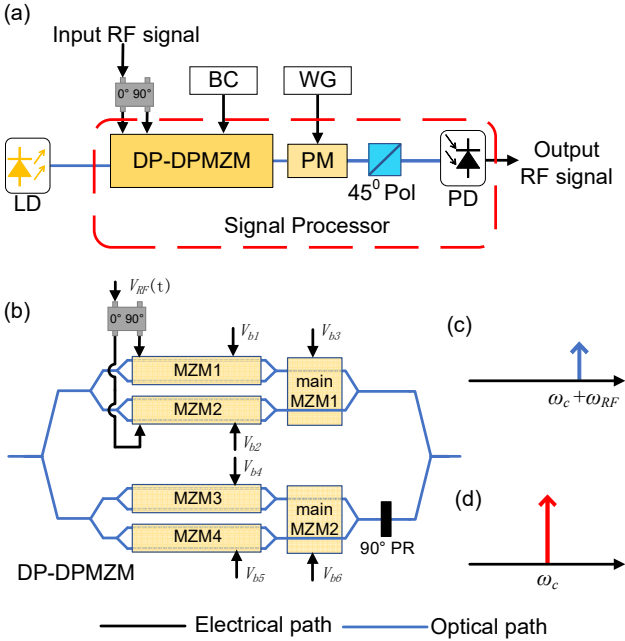 (a)
Input RF signal
0° 90°
BC
WG
DP-DPMZM
PM
45⁰ Pol
LD
PD
Output
RF signal
Signal Processor
(b)
V_RF(t)
0° 90°
V_b1
V_b3
MZM1
MZM2
main
MZM1
V_b2
V_b4
MZM3
MZM4
main
MZM2
90° PR
V_b5
V_b6
DP-DPMZM
(c)
ω_c +ω_RF
(d)
ω_c
Electrical path
Optical path